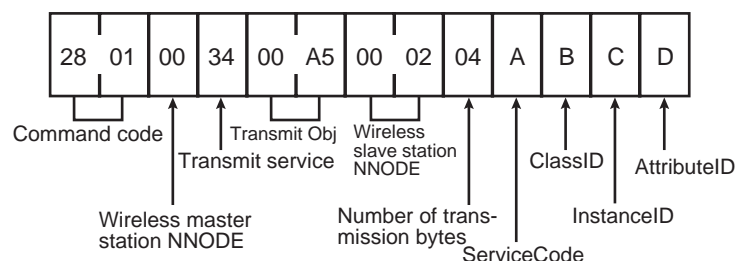 28 01 00 34 00 A5 00 02 04 A B C D
Command code
Transmit Obj
Wireless
slave station
NNODE
Transmit service
ClassID
AttributeID
Wireless master
station NNODE
Number of trans-
mission bytes
InstanceID
ServiceCode